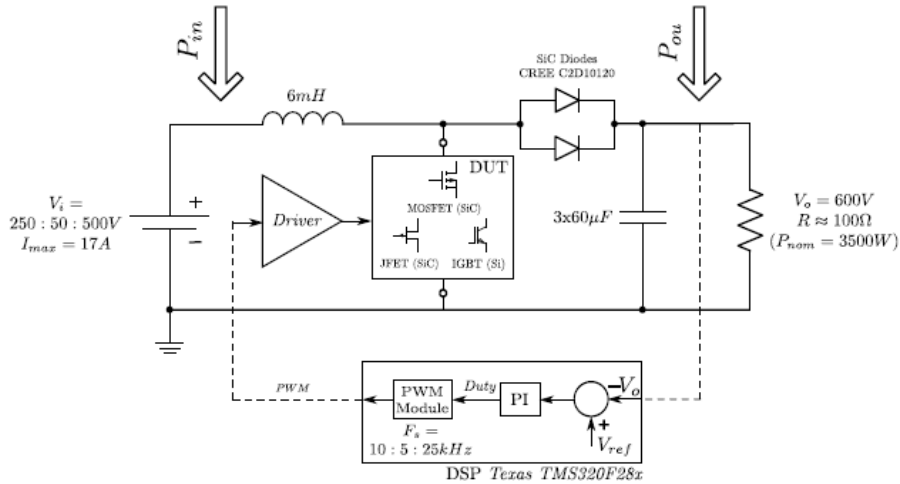 P_in
P_ou
SiC Diodes
CREE C2D10120
6mH
DUT
MOSFET (SiC)
JFET (SiC)
IGBT (Si)
Driver
V_i =
250 : 50 : 500V
I_max = 17A
+
−
3x60μF
V_o = 600V
R ≈ 100Ω
(P_nom = 3500W)
PWM
PWM
Module
Duty
PI
−V_o
+
V_ref
F_s =
10 : 5 : 25kHz
DSP Texas TMS320F28x